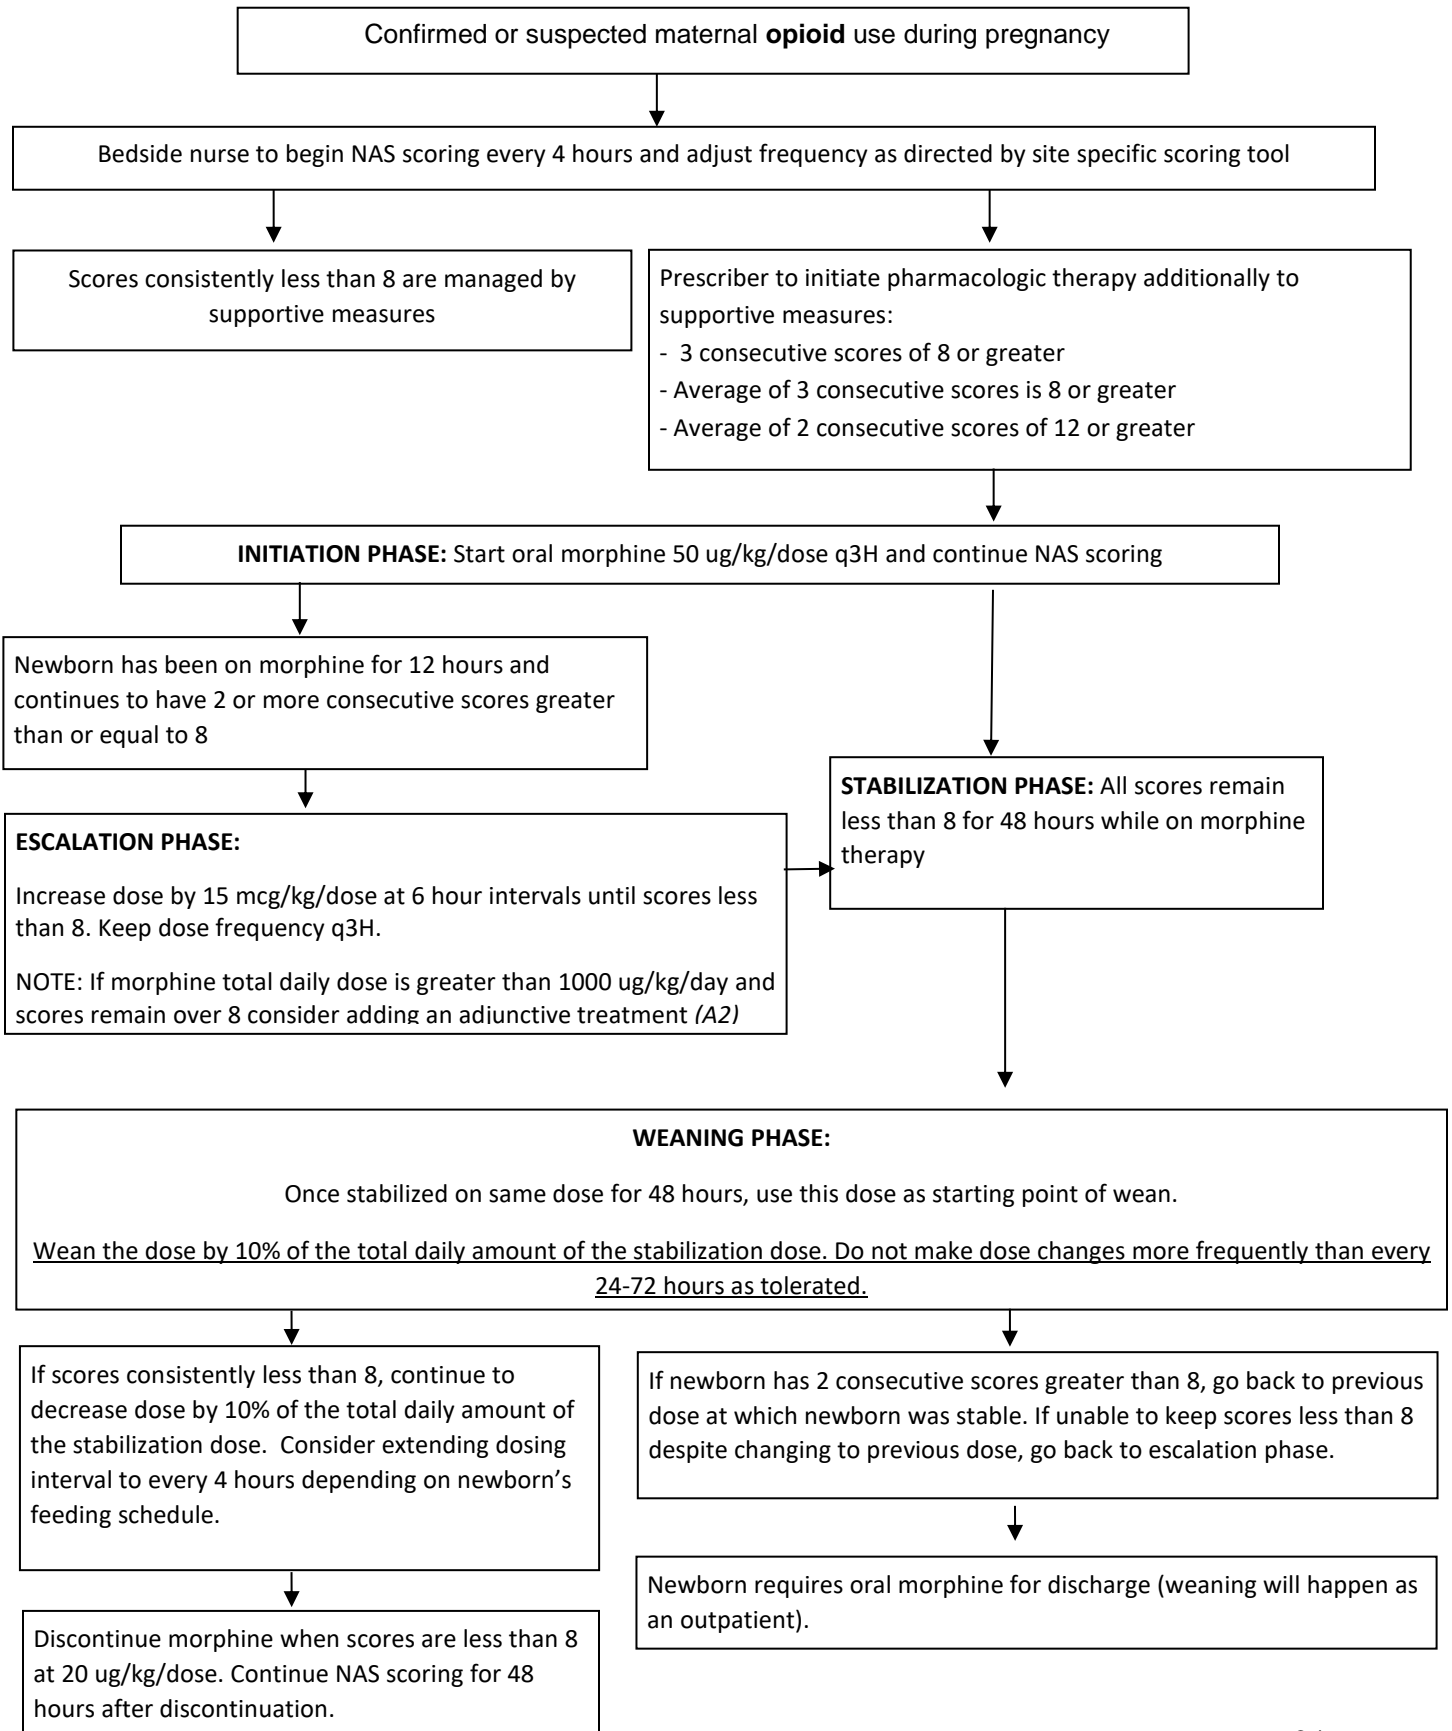 Confirmed or suspected maternal opioid use during pregnancy
Bedside nurse to begin NAS scoring every 4 hours and adjust frequency as directed by site specific scoring tool
Scores consistently less than 8 are managed by
supportive measures
Prescriber to initiate pharmacologic therapy additionally to
supportive measures:
- 3 consecutive scores of 8 or greater
- Average of 3 consecutive scores is 8 or greater
- Average of 2 consecutive scores of 12 or greater
INITIATION PHASE: Start oral morphine 50 ug/kg/dose q3H and continue NAS scoring
Newborn has been on morphine for 12 hours and
continues to have 2 or more consecutive scores greater
than or equal to 8
STABILIZATION PHASE: All scores remain
less than 8 for 48 hours while on morphine
therapy
ESCALATION PHASE:
Increase dose by 15 mcg/kg/dose at 6 hour intervals until scores less
than 8. Keep dose frequency q3H.
NOTE: If morphine total daily dose is greater than 1000 ug/kg/day and
scores remain over 8 consider adding an adjunctive treatment (A2)
WEANING PHASE:
Once stabilized on same dose for 48 hours, use this dose as starting point of wean.
Wean the dose by 10% of the total daily amount of the stabilization dose. Do not make dose changes more frequently than every
24-72 hours as tolerated.
If scores consistently less than 8, continue to
decrease dose by 10% of the total daily amount of
the stabilization dose. Consider extending dosing
interval to every 4 hours depending on newborn's
feeding schedule.
If newborn has 2 consecutive scores greater than 8, go back to previous
dose at which newborn was stable. If unable to keep scores less than 8
despite changing to previous dose, go back to escalation phase.
Newborn requires oral morphine for discharge (weaning will happen as
an outpatient).
Discontinue morphine when scores are less than 8
at 20 ug/kg/dose. Continue NAS scoring for 48
hours after discontinuation.